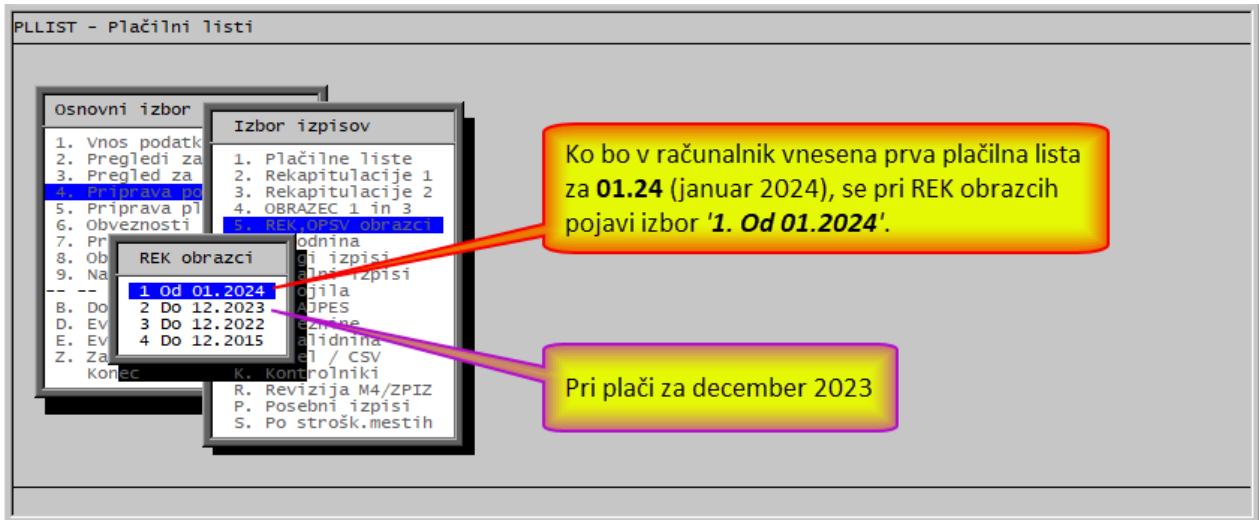 PLLIST - Plačilni listi
Osnovni izbor
1. Vnos podatk
2. Pregledi za
3. Pregled za
4. Priprava po
5. Priprava pl
6. Obveznosti
7. Pr
8. Ob
9. Na
-- --
B. Do
D. Ev
E. Ev
Z. Za
Konec
Izbor izpisov
1. Plačilne liste
2. Rekapitulacije 1
3. Rekapitulacije 2
4. OBRAZEC 1 in 3
5. REK,OPSV obrazci
odnina
gi izpisi
alni izpisi
ojila
AJPES
eznine
alidnina
el / CSV
K. Kontrolniki
R. Revizija M4/ZPIZ
P. Posebni izpisi
S. Po strošk.mestih
REK obrazci
1 Od 01.2024
2 Do 12.2023
3 Do 12.2022
4 Do 12.2015
Ko bo v računalnik vnesena prva plačilna lista
za 01.24 (januar 2024), se pri REK obrazcih
pojavi izbor '1. Od 01.2024'.
Pri plači za december 2023